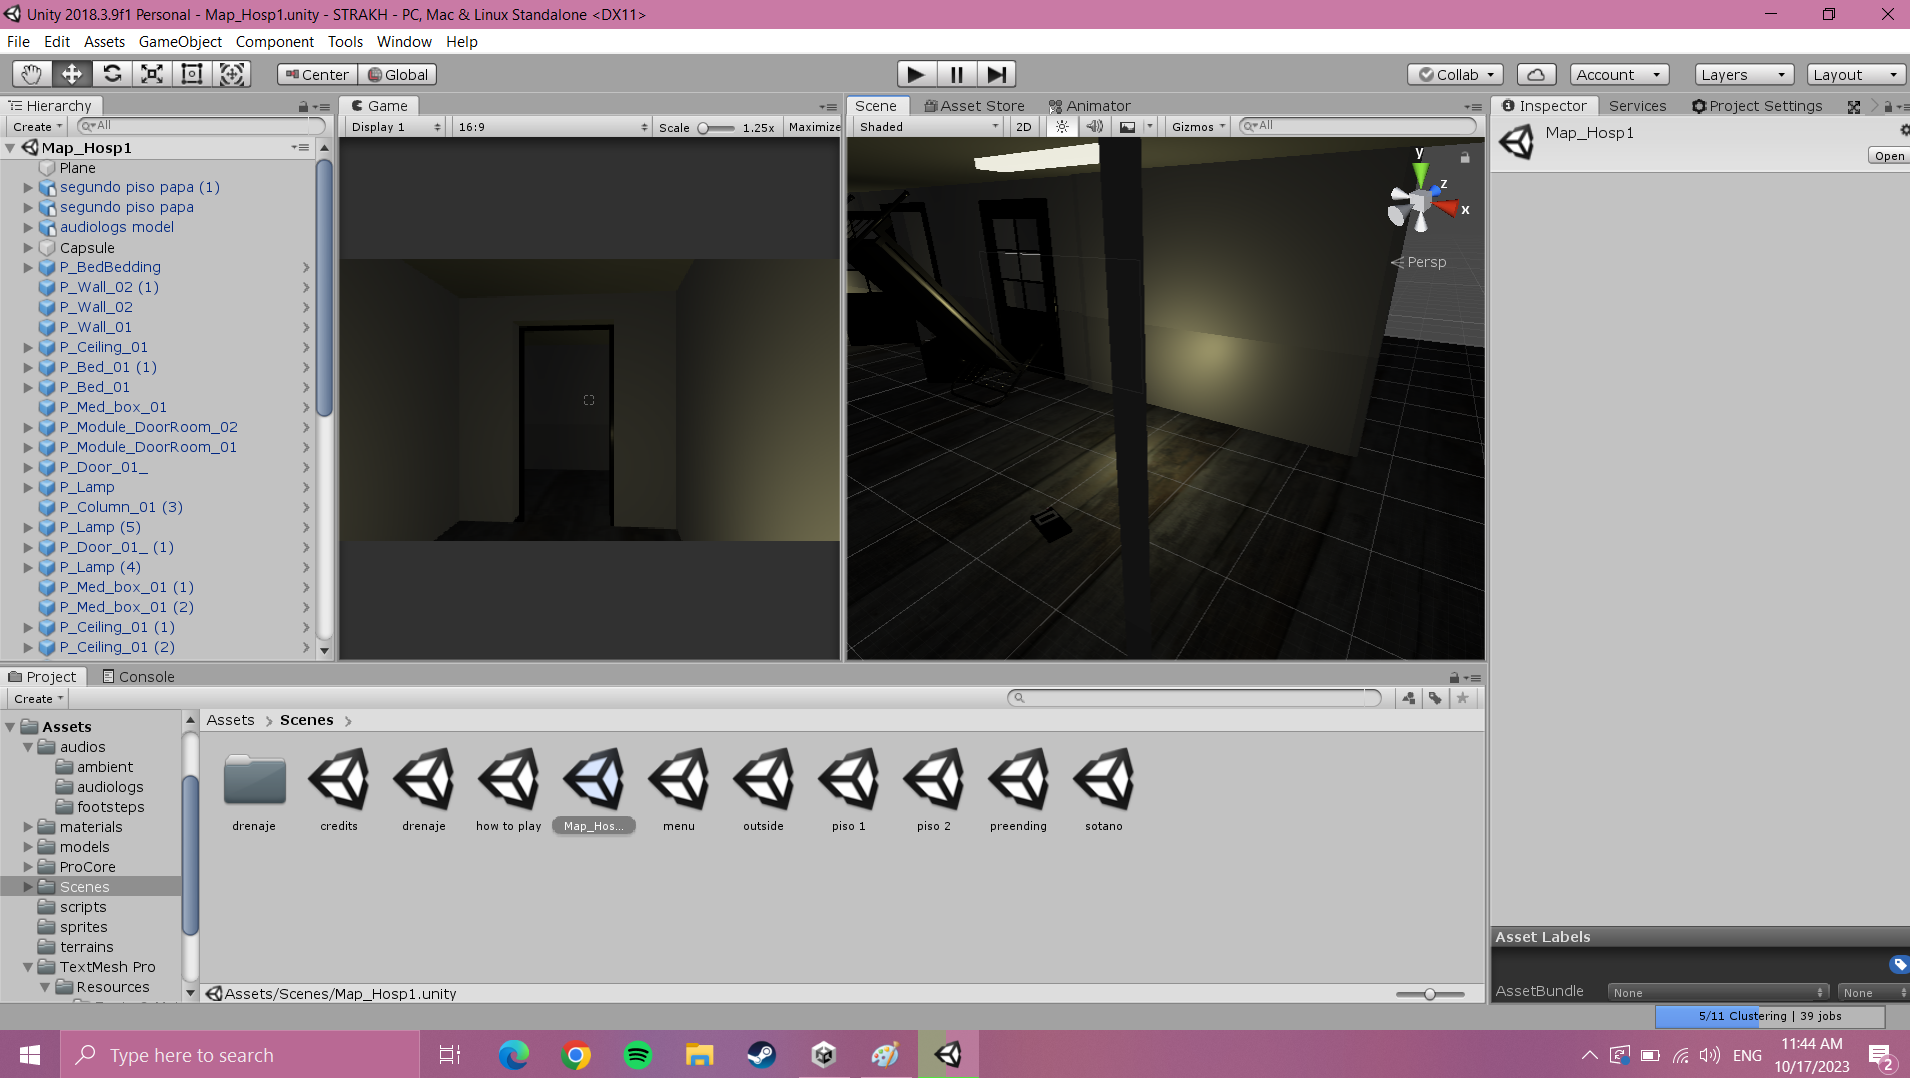 Unity 2018.3.9f1 Personal - Map_Hosp1.unity - STRAKH - PC, Mac & Linux Standalone <DX11>
File Edit Assets GameObject Component Tools Window Help
Center Global Collab Account Layers Layout
Hierarchy
Create All
Map_Hosp1
Plane
segundo piso papa (1)
segundo piso papa
audiologs model
Capsule
P_BedBedding
P_Wall_02 (1)
P_Wall_02
P_Wall_01
P_Ceiling_01
P_Bed_01 (1)
P_Bed_01
P_Med_box_01
P_Module_DoorRoom_02
P_Module_DoorRoom_01
P_Door_01_
P_Lamp
P_Column_01 (3)
P_Lamp (5)
P_Door_01_ (1)
P_Lamp (4)
P_Med_box_01 (1)
P_Med_box_01 (2)
P_Ceiling_01 (1)
P_Ceiling_01 (2)
Game
Display 1 16:9 Scale 1.25x Maximize
Scene Asset Store Animator
Shaded 2D Gizmos All
y
z
x
Persp
Inspector Services Project Settings
Map_Hosp1
Open
Project Console
Create
Assets
audios
ambient
audiologs
footsteps
materials
models
ProCore
Scenes
scripts
sprites
terrains
TextMesh Pro
Resources
Assets Scenes
drenaje credits drenaje how to play Map_Hos... menu outside piso 1 piso 2 preending sotano
Assets/Scenes/Map_Hosp1.unity
Asset Labels
AssetBundle None None
5/11 Clustering | 39 jobs
Type here to search
ENG
11:44 AM
10/17/2023
2